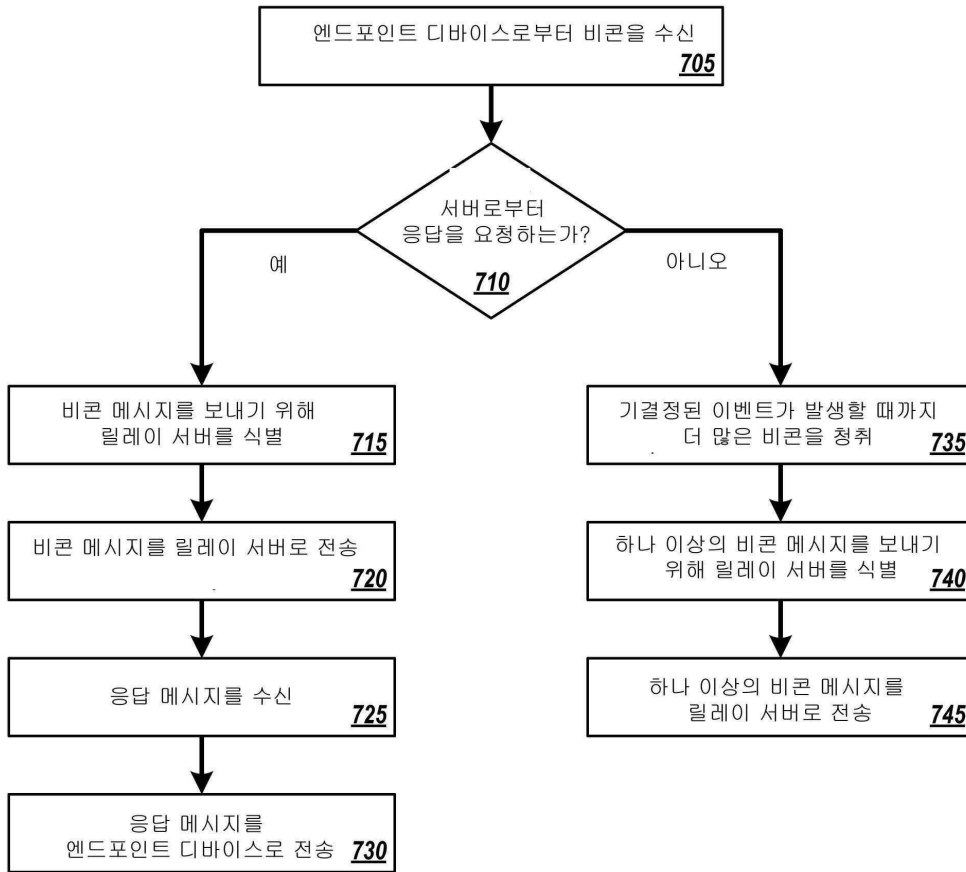 엔드포인트 디바이스로부터 비콘을 수신
705
서버로부터
응답을 요청하는가?
710
예
아니오
비콘 메시지를 보내기 위해
릴레이 서버를 식별
715
비콘 메시지를 릴레이 서버로 전송
720
응답 메시지를 수신
725
응답 메시지를
엔드포인트 디바이스로 전송
730
기결정된 이벤트가 발생할 때까지
더 많은 비콘을 청취
735
하나 이상의 비콘 메시지를 보내기
위해 릴레이 서버를 식별
740
하나 이상의 비콘 메시지를
릴레이 서버로 전송
745